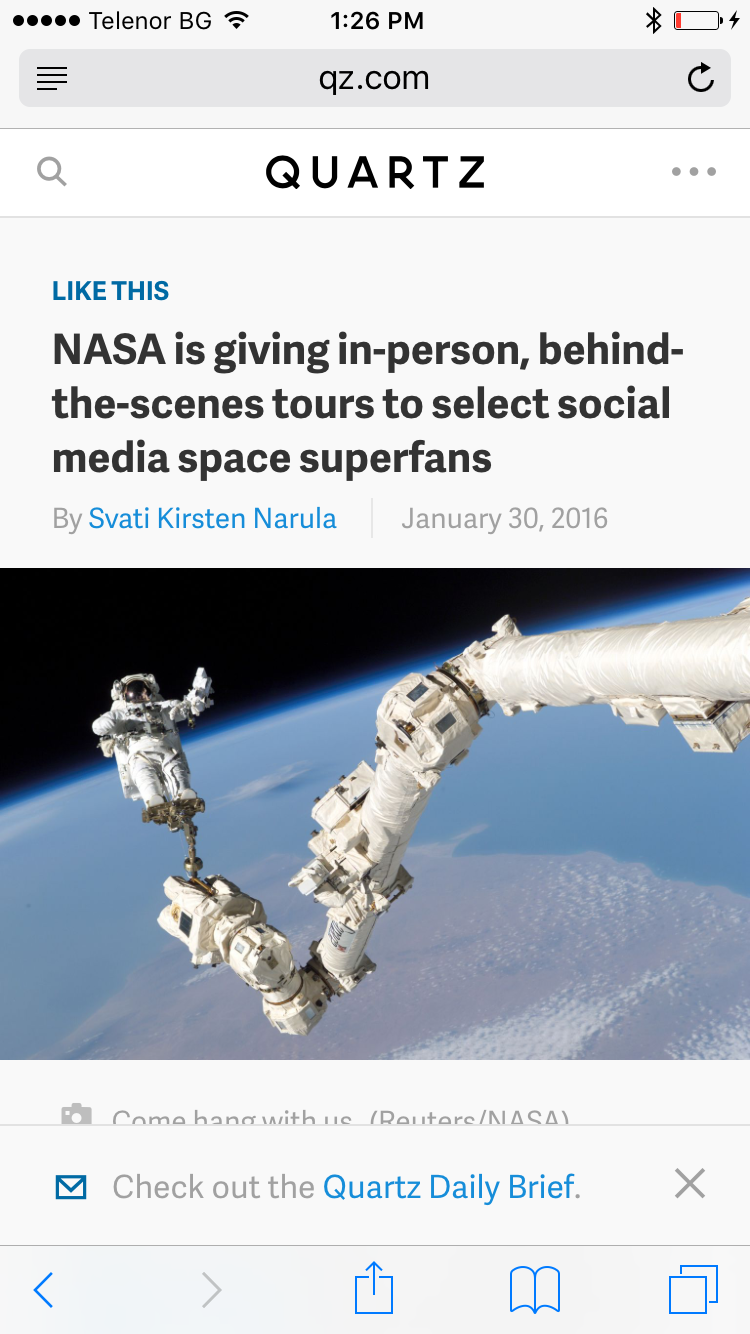 Telenor BG 1:26 PM
qz.com
QUARTZ
LIKE THIS
NASA is giving in-person, behind-
the-scenes tours to select social
media space superfans
By Svati Kirsten Narula January 30, 2016
Come hang with us. (Reuters/NASA)
Check out the Quartz Daily Brief.